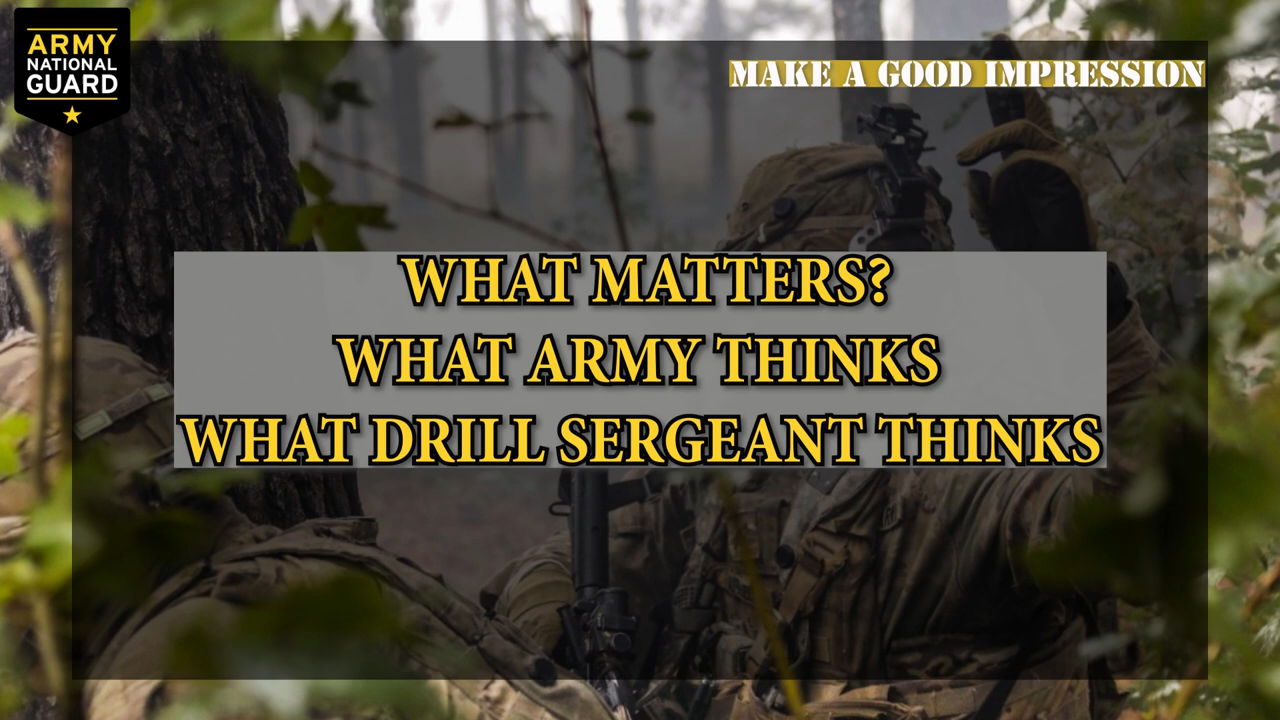 ARMY
NATIONAL
GUARD
MAKE A GOOD IMPRESSION
WHAT MATTERS?
WHAT ARMY THINKS
WHAT DRILL SERGEANT THINKS